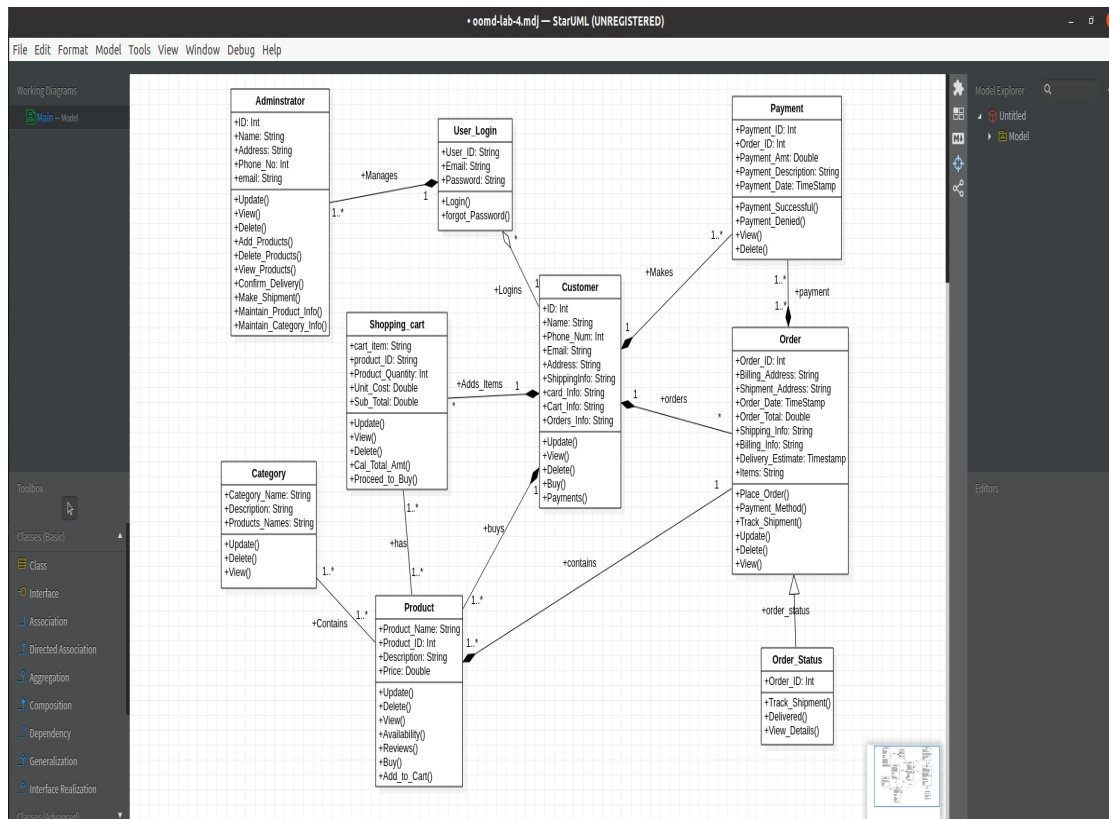 • oomd-lab-4.mdj — StarUML (UNREGISTERED)
File Edit Format Model Tools View Window Debug Help
Working Diagrams
Main — Model
Adminstrator
+ID: Int
+Name: String
+Address: String
+Phone_No: Int
+email: String
+Update()
+View()
+Delete()
+Add_Products()
+Delete_Products()
+View_Products()
+Confirm_Delivery()
+Make_Shipment()
+Maintain_Product_Info()
+Maintain_Category_Info()
+Manages
1..*
1
User_Login
+User_ID: String
+Email: String
+Password: String
+Login()
+forgot_Password()
*
+Logins
1
Customer
+ID: Int
+Name: String
+Phone_Num: Int
+Email: String
+Address: String
+ShippingInfo: String
+card_Info: String
+Cart_Info: String
+Orders_Info: String
+Update()
+View()
+Delete()
+Buy()
+Payments()
+Makes
1
1..*
Payment
+Payment_ID: Int
+Order_ID: Int
+Payment_Amt: Double
+Payment_Description: String
+Payment_Date: TimeStamp
+Payment_Successful()
+Payment_Denied()
+View()
+Delete()
1..*
+payment
1..*
Order
+Order_ID: Int
+Billing_Address: String
+Shipment_Address: String
+Order_Date: TimeStamp
+Order_Total: Double
+Shipping_Info: String
+Billing_Info: String
+Delivery_Estimate: Timestamp
+Items: String
+Place_Order()
+Payment_Method()
+Track_Shipment()
+Update()
+Delete()
+View()
1
+orders
*
Shopping_cart
+cart_item: String
+product_ID: String
+Product_Quantity: Int
+Unit_Cost: Double
+Sub_Total: Double
+Update()
+View()
+Delete()
+Cal_Total_Amt()
+Proceed_to_Buy()
+Adds_Items
1
*
Category
+Category_Name: String
+Description: String
+Products_Names: String
+Update()
+Delete()
+View()
1..*
+Contains
1..*
1..*
+has
1..*
1
+buys
1..*
Product
+Product_Name: String
+Product_ID: Int
+Description: String
+Price: Double
+Update()
+Delete()
+View()
+Availability()
+Reviews()
+Buy()
+Add_to_Cart()
1..*
+contains
1
+order_status
Order_Status
+Order_ID: Int
+Track_Shipment()
+Delivered()
+View_Details()
Toolbox
Classes (Basic)
Class
Interface
Association
Directed Association
Aggregation
Composition
Dependency
Generalization
Interface Realization
Classes (Advanced)
M
Model Explorer
Untitled
Model
Editors